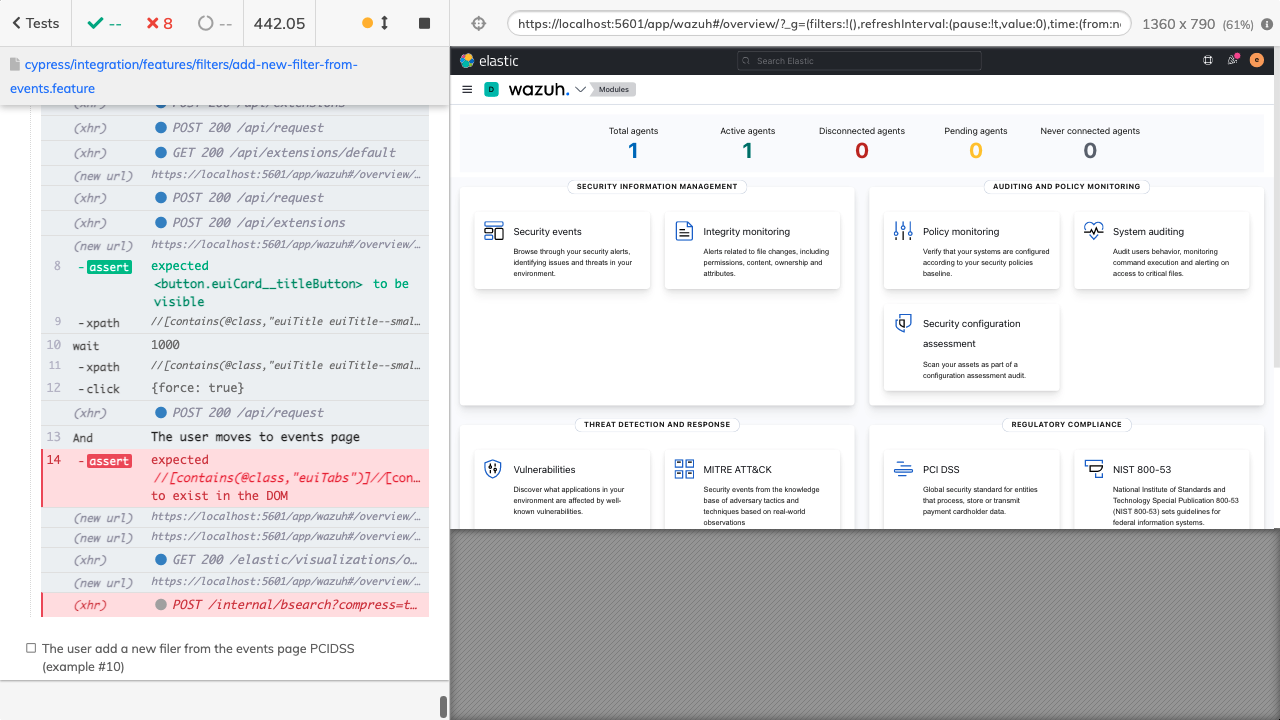 Tests
--
8
--
442.05
https://localhost:5601/app/wazuh#/overview/?_g=(filters:!(),refreshInterval:(pause:!t,value:0),time:(from:n
1360 x 790 (61%)
cypress/integration/features/filters/add-new-filter-from-
events.feature
(xhr) POST 200 /api/extensions
(xhr) POST 200 /api/request
(xhr) GET 200 /api/extensions/default
(new url) https://localhost:5601/app/wazuh#/overview/…
(xhr) POST 200 /api/request
(xhr) POST 200 /api/extensions
(new url) https://localhost:5601/app/wazuh#/overview/…
8 -assert expected
<button.euiCard__titleButton> to be
visible
9 -xpath //[contains(@class,"euiTitle euiTitle--smal…
10 wait 1000
11 -xpath //[contains(@class,"euiTitle euiTitle--smal…
12 -click {force: true}
(xhr) POST 200 /api/request
13 And The user moves to events page
14 -assert expected
//[contains(@class,"euiTabs")]//[con…
to exist in the DOM
(new url) https://localhost:5601/app/wazuh#/overview/…
(new url) https://localhost:5601/app/wazuh#/overview/…
(xhr) GET 200 /elastic/visualizations/o…
(new url) https://localhost:5601/app/wazuh#/overview/…
(xhr) POST /internal/bsearch?compress=t…
The user add a new filer from the events page PCIDSS
(example #10)
elastic
Search Elastic
e
D
wazuh.
Modules
Total agents
1
Active agents
1
Disconnected agents
0
Pending agents
0
Never connected agents
0
SECURITY INFORMATION MANAGEMENT
Security events
Browse through your security alerts,
identifying issues and threats in your
environment.
Integrity monitoring
Alerts related to file changes, including
permissions, content, ownership and
attributes.
AUDITING AND POLICY MONITORING
Policy monitoring
Verify that your systems are configured
according to your security policies
baseline.
System auditing
Audit users behavior, monitoring
command execution and alerting on
access to critical files.
Security configuration
assessment
Scan your assets as part of a
configuration assessment audit.
THREAT DETECTION AND RESPONSE
Vulnerabilities
Discover what applications in your
environment are affected by well-
known vulnerabilities.
MITRE ATT&CK
Security events from the knowledge
base of adversary tactics and
techniques based on real-world
observations
REGULATORY COMPLIANCE
PCI DSS
Global security standard for entities
that process, store or transmit
payment cardholder data.
NIST 800-53
National Institute of Standards and
Technology Special Publication 800-53
(NIST 800-53) sets guidelines for
federal information systems.